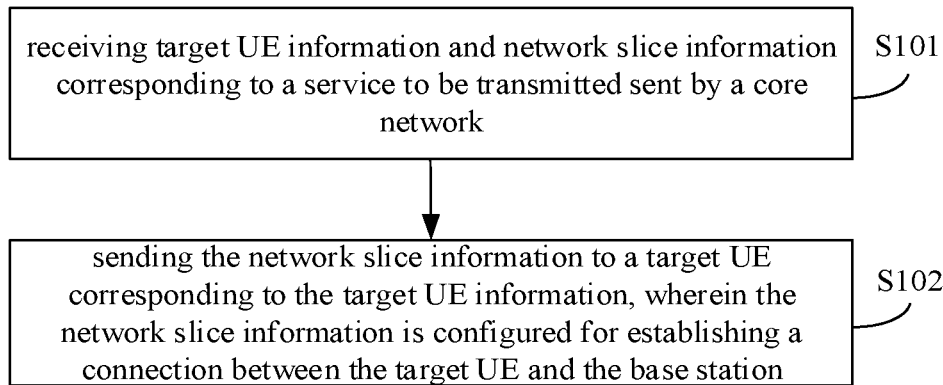 receiving target UE information and network slice information
corresponding to a service to be transmitted sent by a core
network
S101
sending the network slice information to a target UE
corresponding to the target UE information, wherein the
network slice information is configured for establishing a
connection between the target UE and the base station
S102